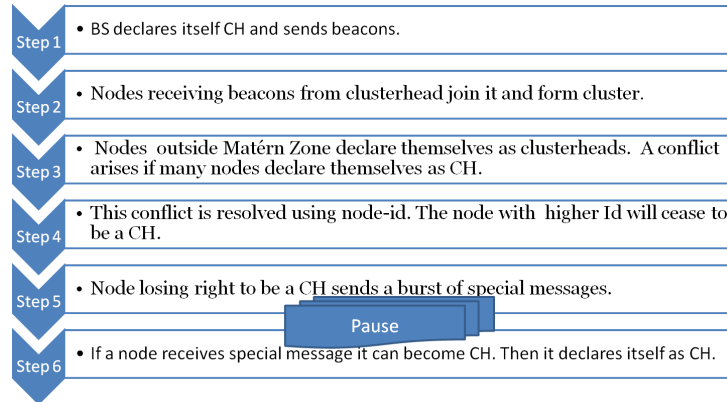 Step 1
• BS declares itself CH and sends beacons.
Step 2
• Nodes receiving beacons from clusterhead join it and form cluster.
Step 3
• Nodes outside Matérn Zone declare themselves as clusterheads. A conflict
arises if many nodes declare themselves as CH.
Step 4
• This conflict is resolved using node-id. The node with higher Id will cease to
be a CH.
Step 5
• Node losing right to be a CH sends a burst of special messages.
Pause
Step 6
• If a node receives special message it can become CH. Then it declares itself as CH.